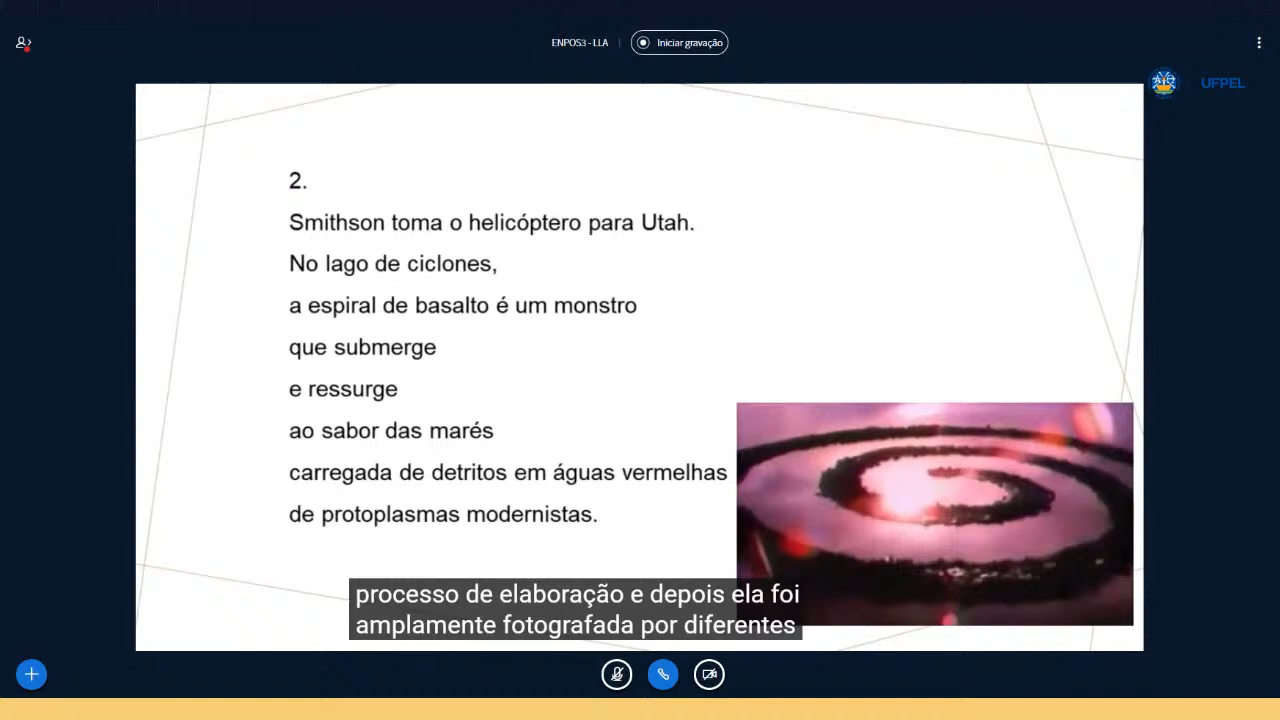 ENPOS3 - LLA
Iniciar gravação
UFPEL
2.
Smithson toma o helicóptero para Utah.
No lago de ciclones,
a espiral de basalto é um monstro
que submerge
e ressurge
ao sabor das marés
carregada de detritos em águas vermelhas
de protoplasmas modernistas.
processo de elaboração e depois ela foi
amplamente fotografada por diferentes